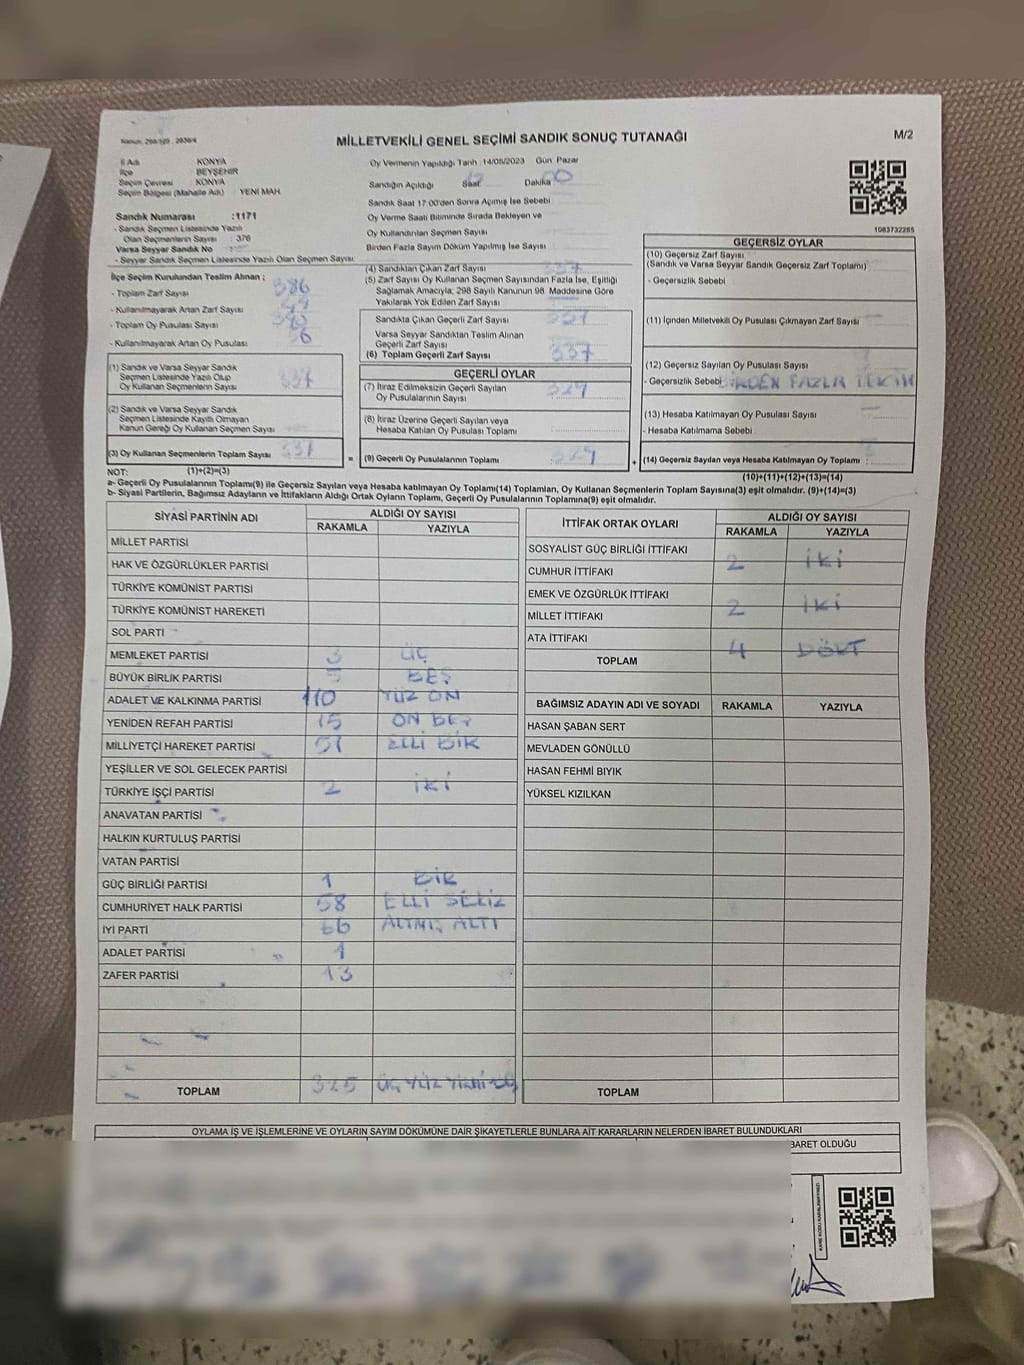 MİLLETVEKİLİ GENEL SEÇİMİ SANDIK SONUÇ TUTANAĞI
M/2
İl Adı KONYA
İlçe BEYŞEHİR
Seçim Çevresi KONYA
Seçim Bölgesi (Mahalle Adı) YENİ MAH
Sandık Numarası :1171
- Sandık Seçmen Listesinde Yazılı
Olan Seçmenlerin Sayısı : 376
Varsa Seyyar Sandık No :
- Seyyar Sandık Seçmen Listesinde Yazılı Olan Seçmen Sayısı
Oy Vermenin Yapıldığı Tarih :14/05/2023 Gün Pazar
Sandığın Açıldığı Saat Dakika 00
Sandık Saat 17:00'den Sonra Açımış İse Sebebi
Oy Verme Saati Bitiminde Sırada Bekleyen ve
Oy Kullandırılan Seçmen Sayısı
Birden Fazla Sayım Döküm Yapılmış İse Sayısı
1083732285
İlçe Seçim Kurulundan Teslim Alınan ;
- Toplam Zarf Sayısı 386
- Kullanılmayarak Artan Zarf Sayısı
- Toplam Oy Pusulası Sayısı
- Kullanılmayarak Artan Oy Pusulası
(1) Sandık ve Varsa Seyyar Sandık
Seçmen Listesinde Yazılı Olup
Oy Kullanan Seçmenlerin Sayısı 337
(2) Sandık ve Varsa Seyyar Sandık
Seçmen Listesinde Kayıtlı Olmayan
Kanun Gereği Oy Kullanan Seçmen Sayısı
(3) Oy Kullanan Seçmenlerin Toplam Sayısı 337
(4) Sandıktan Çıkan Zarf Sayısı 337
(5) Zarf Sayısı Oy Kullanan Seçmen Sayısından Fazla İse, Eşitliği
Sağlamak Amacıyla, 298 Sayılı Kanunun 98. Maddesine Göre
Yakılarak Yok Edilen Zarf Sayısı
Sandıkta Çıkan Geçerli Zarf Sayısı 337
Varsa Seyyar Sandıktan Teslim Alınan
Geçerli Zarf Sayısı
(6) Toplam Geçerli Zarf Sayısı 337
GEÇERLİ OYLAR
(7) İtiraz Edilmeksizin Geçerli Sayılan
Oy Pusulalarının Sayısı 329
(8) İtiraz Üzerine Geçerli Sayılan veya
Hesaba Katılan Oy Pusulası Toplamı
= (9) Geçerli Oy Pusulalarının Toplamı 329
GEÇERSİZ OYLAR
(10) Geçersiz Zarf Sayısı
(Sandık ve Varsa Seyyar Sandık Geçersiz Zarf Toplamı)
- Geçersizlik Sebebi :
(11) İçinden Milletvekili Oy Pusulası Çıkmayan Zarf Sayısı
(12) Geçersiz Sayılan Oy Pusulası Sayısı
- Geçersizlik Sebebi BİRDEN FAZLA
(13) Hesaba Katılmayan Oy Pusulası Sayısı
- Hesaba Katılmama Sebebi
+ (14) Geçersiz Sayılan veya Hesaba Katılmayan Oy Toplamı
NOT: (1)+(2)=(3)
(10)+(11)+(12)+(13)=(14)
a- Geçerli Oy Pusulalarının Toplamı(9) ile Geçersiz Sayılan veya Hesaba Katılmayan Oy Toplamı(14) Toplamları, Oy Kullanan Seçmenlerin Toplam Sayısına(3) eşit olmalıdır. (9)+(14)=(3)
b- Siyasi Partilerin, Bağımsız Adayların ve İttifakların Aldığı Ortak Oyların Toplamı, Geçerli Oy Pusulalarının Toplamına(9) eşit olmalıdır.
SİYASİ PARTİNİN ADI ALDIĞI OY SAYISI
RAKAMLA YAZIYLA
MİLLET PARTİSİ
HAK VE ÖZGÜRLÜKLER PARTİSİ
TÜRKİYE KOMÜNİST PARTİSİ
TÜRKİYE KOMÜNİST HAREKETİ
SOL PARTİ
MEMLEKET PARTİSİ 3 ÜÇ
BÜYÜK BİRLİK PARTİSİ 5 BEŞ
ADALET VE KALKINMA PARTİSİ 110 YÜZ ON
YENİDEN REFAH PARTİSİ 15 ON BEŞ
MİLLİYETÇİ HAREKET PARTİSİ 51 ELLİ BİR
YEŞİLLER VE SOL GELECEK PARTİSİ
TÜRKİYE İŞÇİ PARTİSİ 2 İKİ
ANAVATAN PARTİSİ
HALKIN KURTULUŞ PARTİSİ
VATAN PARTİSİ
GÜÇ BİRLİĞİ PARTİSİ 1 BİR
CUMHURİYET HALK PARTİSİ 58 ELLİ SEKİZ
İYİ PARTİ 66 ALTMIŞ ALTI
ADALET PARTİSİ 1
ZAFER PARTİSİ 13
TOPLAM 325
İTTİFAK ORTAK OYLARI ALDIĞI OY SAYISI
RAKAMLA YAZIYLA
SOSYALİST GÜÇ BİRLİĞİ İTTİFAKI
CUMHUR İTTİFAKI 2 İKİ
EMEK VE ÖZGÜRLÜK İTTİFAKI
MİLLET İTTİFAKI 2 İKİ
ATA İTTİFAKI
TOPLAM 4 DÖRT
BAĞIMSIZ ADAYIN ADI VE SOYADI RAKAMLA YAZIYLA
HASAN ŞABAN SERT
MEVLADEN GÖNÜLLÜ
HASAN FEHMİ BIYIK
YÜKSEL KIZILKAN
TOPLAM
OYLAMA İŞ VE İŞLEMLERİNE VE OYLARIN SAYIM DÖKÜMÜNE DAİR ŞİKAYETLERLE BUNLARA AİT KARARLARIN NELERDEN İBARET BULUNDUKLARI
BARET OLDUĞU